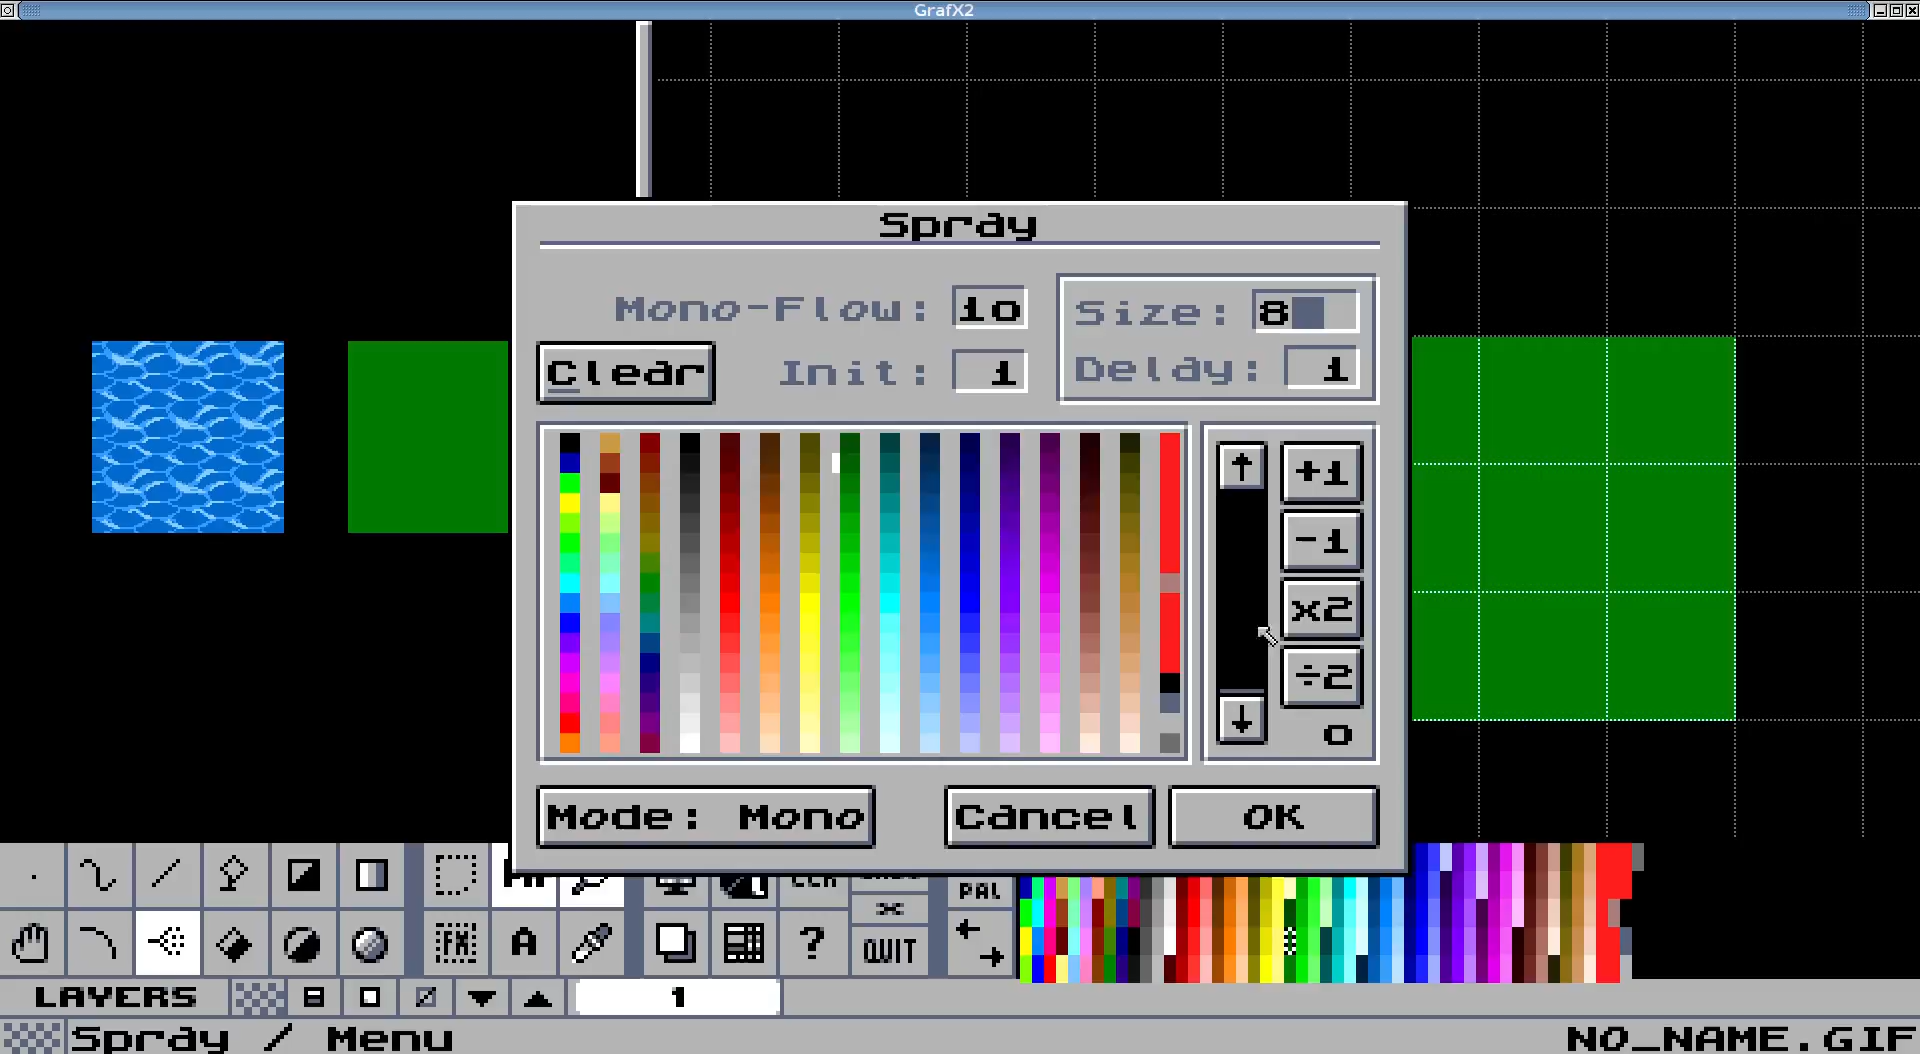 GrafX2
Spray
Mono-Flow: 10
Size: 8
Clear
Init: 1
Delay: 1
+1
-1
x2
÷2
0
Mode: Mono
Cancel
OK
PAL
A
?
QUIT
LAYERS
1
Spray / Menu
NO_NAME.GIF